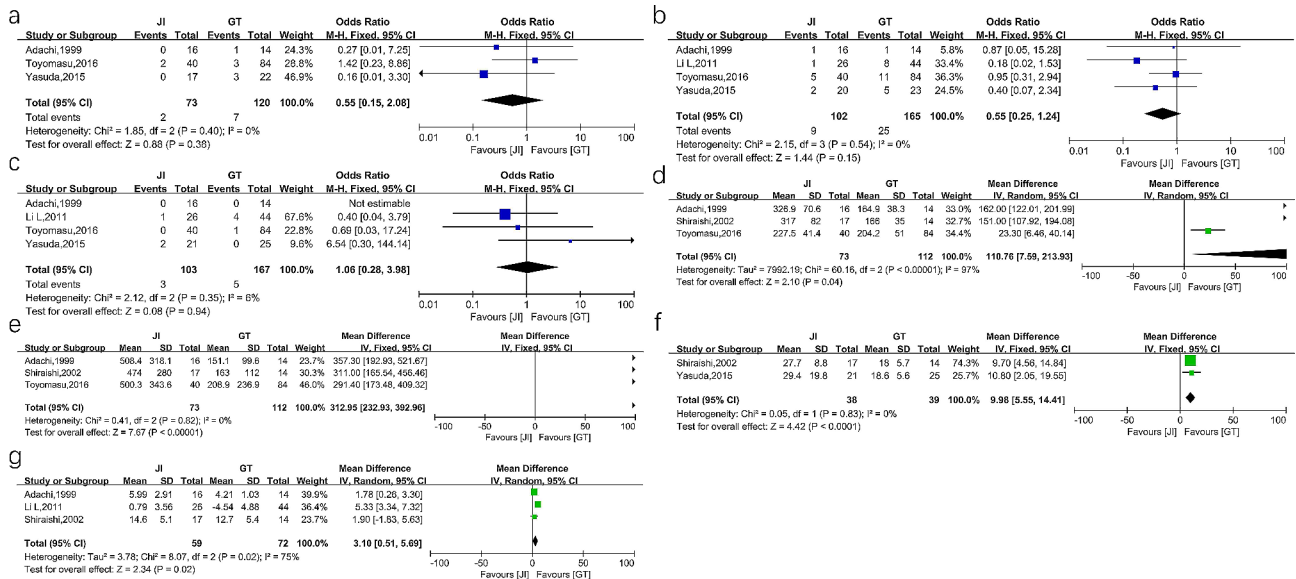 a
JI GT Odds Ratio Odds Ratio
Study or Subgroup Events Total Events Total Weight M-H. Fixed. 95% CI M-H. Fixed. 95% CI
Adachi,1999 0 16 1 14 24.3% 0.27 [0.01, 7.25]
Toyomasu,2016 2 40 3 84 28.8% 1.42 [0.23, 8.86]
Yasuda,2015 0 17 3 22 46.9% 0.16 [0.01, 3.30]
Total (95% CI) 73 120 100.0% 0.55 [0.15, 2.08]
Total events 2 7
Heterogeneity: Chi² = 1.85, df = 2 (P = 0.40); I² = 0%
Test for overall effect: Z = 0.88 (P = 0.38)
0.01 0.1 1 10 100
Favours [JI] Favours [GT]
b
JI GT Odds Ratio Odds Ratio
Study or Subgroup Events Total Events Total Weight M-H. Fixed. 95% CI M-H. Fixed. 95% CI
Adachi,1999 1 16 1 14 5.8% 0.87 [0.05, 15.28]
Li L,2011 1 26 8 44 33.4% 0.18 [0.02, 1.53]
Toyomasu,2016 5 40 11 84 36.3% 0.95 [0.31, 2.94]
Yasuda,2015 2 20 5 23 24.5% 0.40 [0.07, 2.34]
Total (95% CI) 102 165 100.0% 0.55 [0.25, 1.24]
Total events 9 25
Heterogeneity: Chi² = 2.15, df = 3 (P = 0.54); I² = 0%
Test for overall effect: Z = 1.44 (P = 0.15)
0.01 0.1 1 10 100
Favours [JI] Favours [GT]
c
JI GT Odds Ratio Odds Ratio
Study or Subgroup Events Total Events Total Weight M-H. Fixed. 95% CI M-H. Fixed. 95% CI
Adachi,1999 0 16 0 14 Not estimable
Li L,2011 1 26 4 44 67.6% 0.40 [0.04, 3.79]
Toyomasu,2016 0 40 1 84 22.8% 0.69 [0.03, 17.24]
Yasuda,2015 2 21 0 25 9.6% 6.54 [0.30, 144.14]
Total (95% CI) 103 167 100.0% 1.06 [0.28, 3.98]
Total events 3 5
Heterogeneity: Chi² = 2.12, df = 2 (P = 0.35); I² = 6%
Test for overall effect: Z = 0.08 (P = 0.94)
0.01 0.1 1 10 100
Favours [JI] Favours [GT]
d
JI GT Mean Difference Mean Difference
Study or Subgroup Mean SD Total Mean SD Total Weight IV, Random, 95% CI IV, Random, 95% CI
Adachi,1999 326.9 70.6 16 164.9 38.3 14 33.0% 162.00 [122.01, 201.99]
Shiraishi,2002 317 82 17 166 35 14 32.6% 151.00 [107.92, 194.08]
Toyomasu,2016 227.5 41.4 40 204.2 51 84 34.4% 23.30 [6.46, 40.14]
Total (95% CI) 73 112 100.0% 110.76 [7.59, 213.93]
Heterogeneity: Tau² = 7992.19; Chi² = 60.16, df = 2 (P < 0.00001); I² = 97%
Test for overall effect: Z = 2.10 (P = 0.04)
-100 -50 0 50 100
Favours [JI] Favours [GT]
e
JI GT Mean Difference Mean Difference
Study or Subgroup Mean SD Total Mean SD Total Weight IV, Fixed, 95% CI IV, Fixed, 95% CI
Adachi,1999 508.4 318.1 16 151.1 99.6 14 23.7% 357.30 [192.93, 521.67]
Shiraishi,2002 474 280 17 163 112 14 30.3% 311.00 [165.54, 456.46]
Toyomasu,2016 500.3 343.6 40 208.9 236.9 84 46.0% 291.40 [173.48, 409.32]
Total (95% CI) 73 112 100.0% 312.95 [232.93, 392.96]
Heterogeneity: Chi² = 0.41, df = 2 (P = 0.82); I² = 0%
Test for overall effect: Z = 7.67 (P < 0.00001)
-100 -50 0 50 100
Favours [JI] Favours [GT]
f
JI GT Mean Difference Mean Difference
Study or Subgroup Mean SD Total Mean SD Total Weight IV, Fixed, 95% CI IV, Fixed, 95% CI
Shiraishi,2002 27.7 8.8 17 18 5.7 14 74.3% 9.70 [4.56, 14.84]
Yasuda,2015 29.4 19.8 21 18.6 5.6 25 25.7% 10.80 [2.05, 19.55]
Total (95% CI) 38 39 100.0% 9.98 [5.55, 14.41]
Heterogeneity: Chi² = 0.05, df = 1 (P = 0.83); I² = 0%
Test for overall effect: Z = 4.42 (P < 0.0001)
-100 -50 0 50 100
Favours [JI] Favours [GT]
g
JI GT Mean Difference Mean Difference
Study or Subgroup Mean SD Total Mean SD Total Weight IV, Random, 95% CI IV, Random, 95% CI
Adachi,1999 5.99 2.91 16 4.21 1.03 14 39.9% 1.78 [0.26, 3.30]
Li L,2011 0.79 3.56 26 -4.54 4.88 44 36.4% 5.33 [3.34, 7.32]
Shiraishi,2002 14.6 5.1 17 12.7 5.4 14 23.7% 1.90 [-1.83, 5.63]
Total (95% CI) 59 72 100.0% 3.10 [0.51, 5.69]
Heterogeneity: Tau² = 3.78; Chi² = 8.07, df = 2 (P = 0.02); I² = 75%
Test for overall effect: Z = 2.34 (P = 0.02)
-100 -50 0 50 100
Favours [JI] Favours [GT]